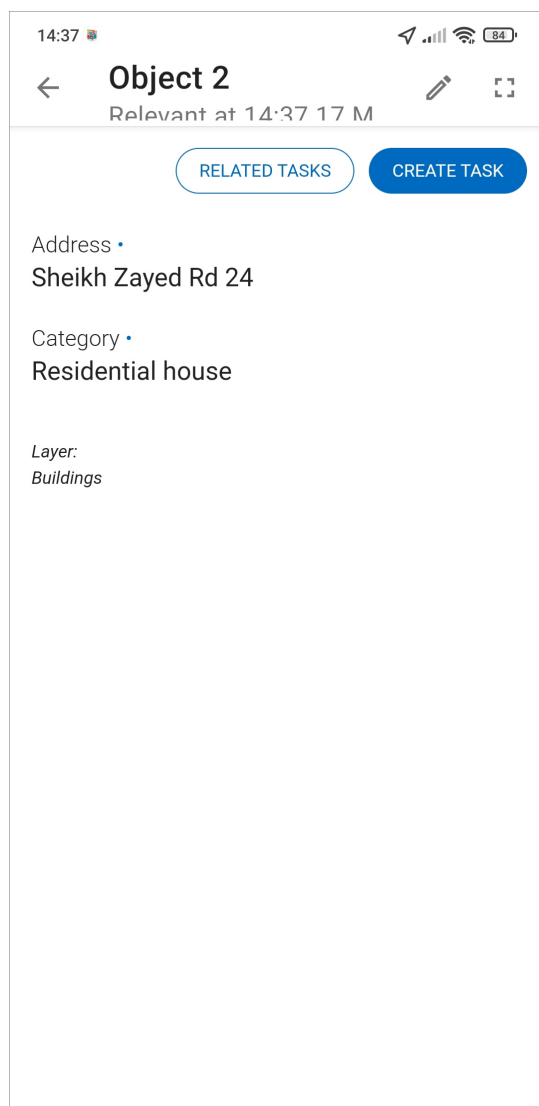 14:37
84
Object 2
Relevant at 14:37 17 M
RELATED TASKS
CREATE TASK
Address •
Sheikh Zayed Rd 24
Category •
Residential house
Layer:
Buildings